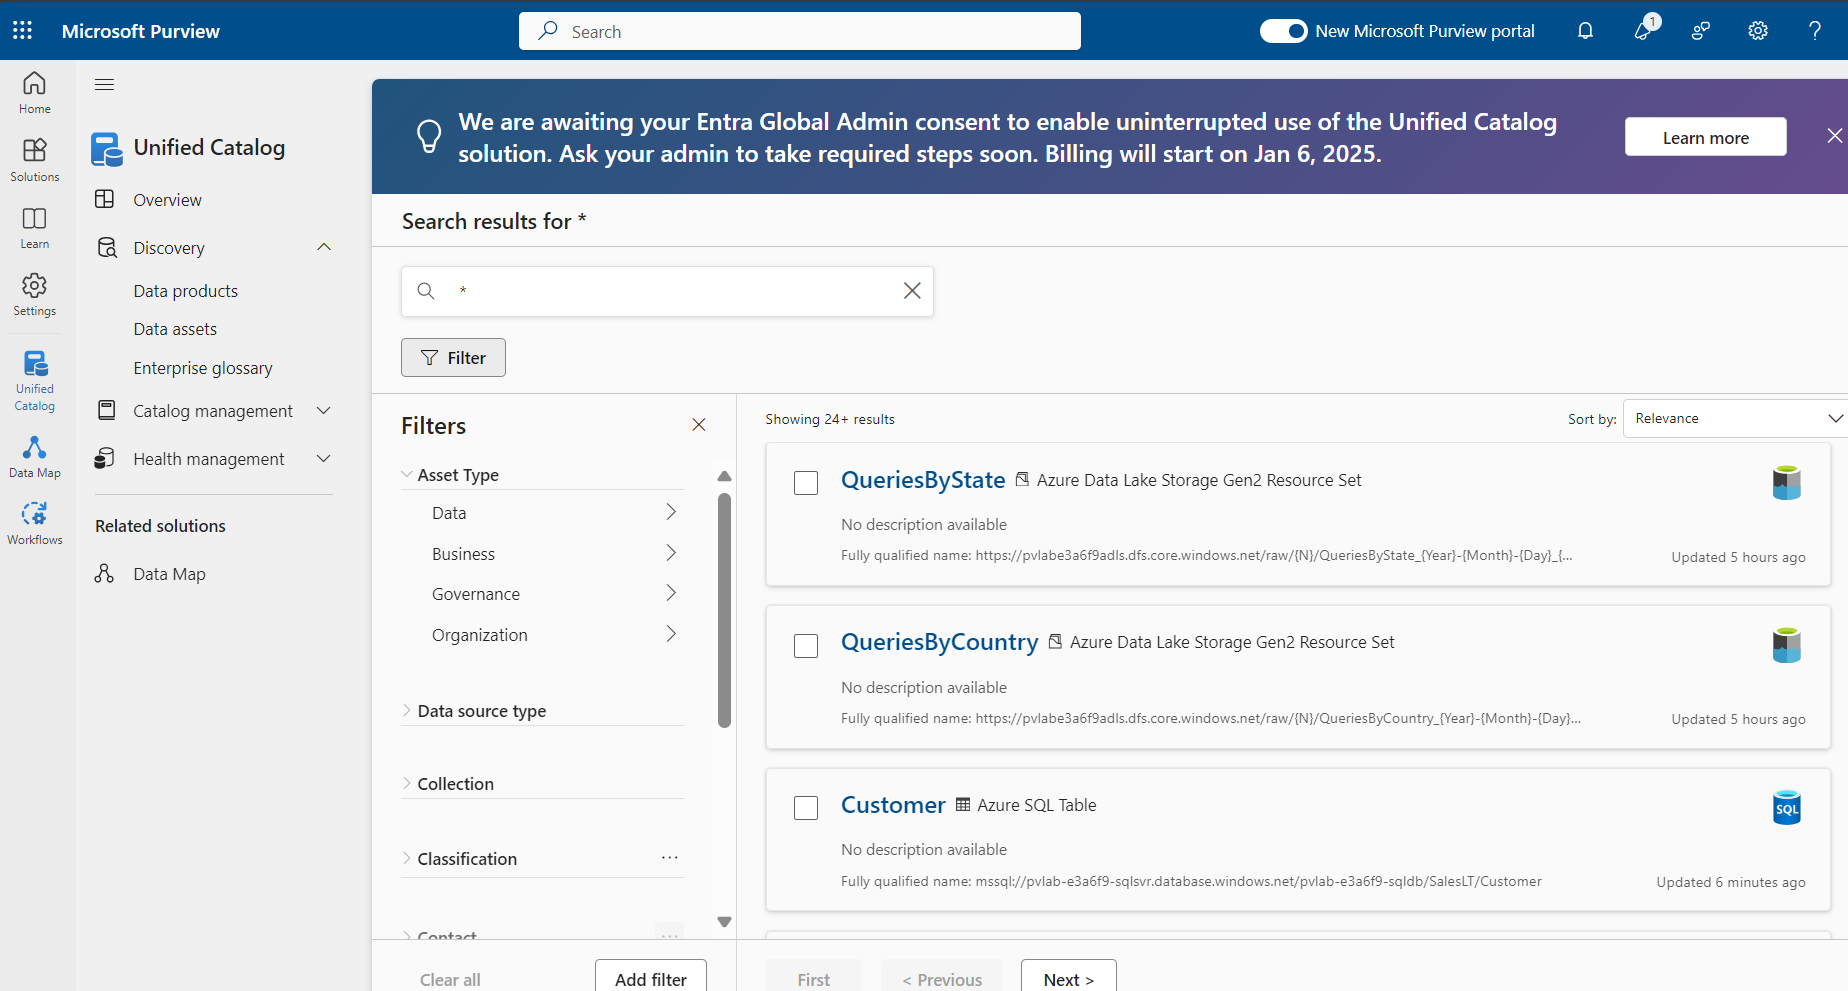 Microsoft Purview
Search
New Microsoft Purview portal
1
Home
Solutions
Learn
Settings
Unified
Catalog
Data Map
Workflows
Unified Catalog
Overview
Discovery
Data products
Data assets
Enterprise glossary
Catalog management
Health management
Related solutions
Data Map
We are awaiting your Entra Global Admin consent to enable uninterrupted use of the Unified Catalog
solution. Ask your admin to take required steps soon. Billing will start on Jan 6, 2025.
Learn more
Search results for *
*
Filter
Filters
Asset Type
Data
Business
Governance
Organization
Data source type
Collection
Classification
...
Contact
...
Clear all
Add filter
Showing 24+ results
Sort by:
Relevance
QueriesByState Azure Data Lake Storage Gen2 Resource Set
No description available
Fully qualified name: https://pvlabe3a6f9adls.dfs.core.windows.net/raw/{N}/QueriesByState_{Year}-{Month}-{Day}_{...
Updated 5 hours ago
QueriesByCountry Azure Data Lake Storage Gen2 Resource Set
No description available
Fully qualified name: https://pvlabe3a6f9adls.dfs.core.windows.net/raw/{N}/QueriesByCountry_{Year}-{Month}-{Day}...
Updated 5 hours ago
Customer Azure SQL Table
SQL
No description available
Fully qualified name: mssql://pvlab-e3a6f9-sqlsvr.database.windows.net/pvlab-e3a6f9-sqldb/SalesLT/Customer
Updated 6 minutes ago
First
< Previous
Next >